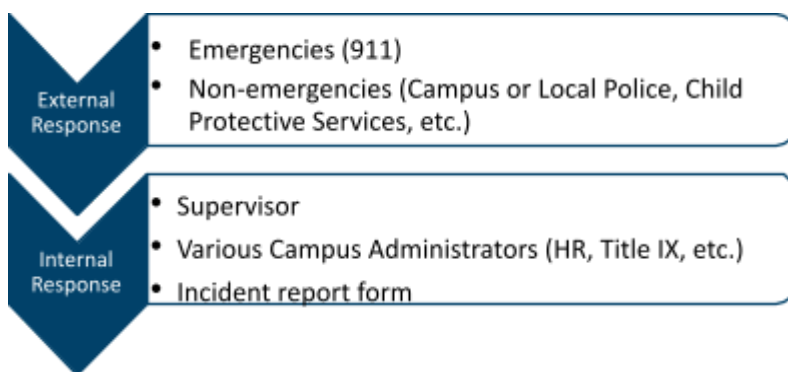 External
Response
• Emergencies (911)
• Non-emergencies (Campus or Local Police, Child
Protective Services, etc.)
Internal
Response
• Supervisor
• Various Campus Administrators (HR, Title IX, etc.)
• Incident report form